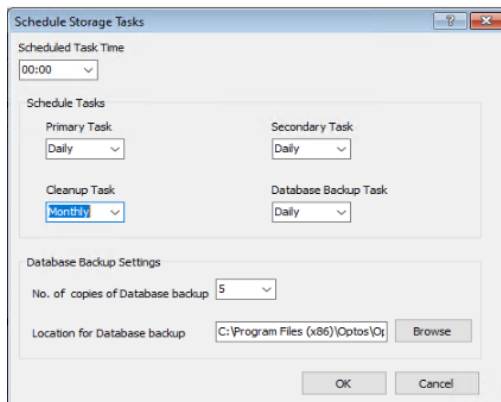 Schedule Storage Tasks
Scheduled Task Time
00:00
Schedule Tasks
Primary Task Secondary Task
Daily Daily
Cleanup Task Database Backup Task
Monthly Daily
Database Backup Settings
No. of copies of Database backup 5
Location for Database backup C:\Program Files (x86)\Optos\Op Browse
OK Cancel